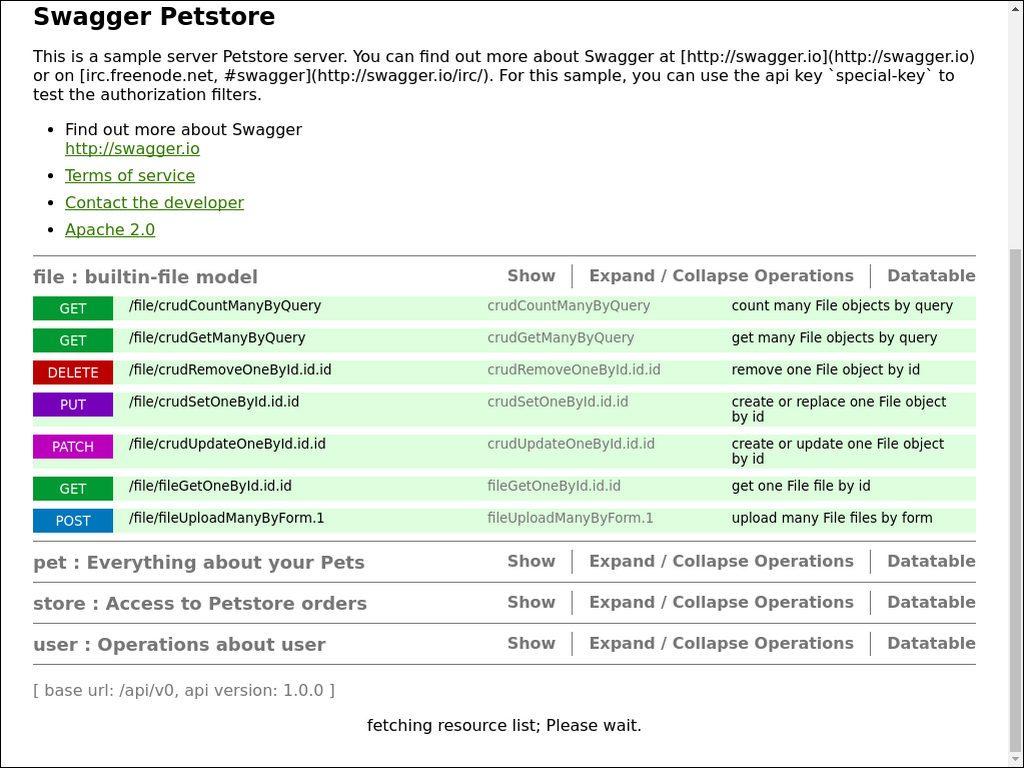 Swagger Petstore
This is a sample server Petstore server. You can find out more about Swagger at [http://swagger.io](http://swagger.io)
or on [irc.freenode.net, #swagger](http://swagger.io/irc/). For this sample, you can use the api key `special-key` to
test the authorization filters.
• Find out more about Swagger
http://swagger.io
• Terms of service
• Contact the developer
• Apache 2.0
file : builtin-file model Show Expand / Collapse Operations Datatable
GET /file/crudCountManyByQuery crudCountManyByQuery count many File objects by query
GET /file/crudGetManyByQuery crudGetManyByQuery get many File objects by query
DELETE /file/crudRemoveOneById.id.id crudRemoveOneById.id.id remove one File object by id
PUT /file/crudSetOneById.id.id crudSetOneById.id.id create or replace one File object
by id
PATCH /file/crudUpdateOneById.id.id crudUpdateOneById.id.id create or update one File object
by id
GET /file/fileGetOneById.id.id fileGetOneById.id.id get one File file by id
POST /file/fileUploadManyByForm.1 fileUploadManyByForm.1 upload many File files by form
pet : Everything about your Pets Show Expand / Collapse Operations Datatable
store : Access to Petstore orders Show Expand / Collapse Operations Datatable
user : Operations about user Show Expand / Collapse Operations Datatable
[ base url: /api/v0, api version: 1.0.0 ]
fetching resource list; Please wait.